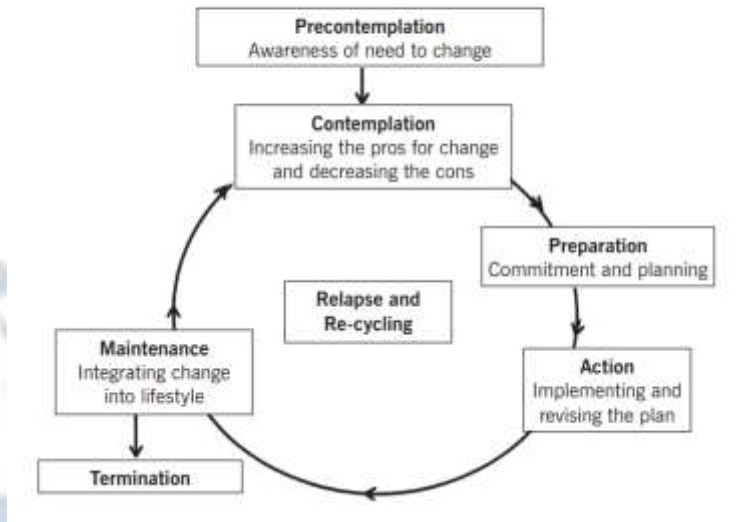 Precontemplation
Awareness of need to change
Contemplation
Increasing the pros for change
and decreasing the cons
Preparation
Commitment and planning
Relapse and
Re-cycling
Maintenance
Integrating change
into lifestyle
Action
Implementing and
revising the plan
Termination